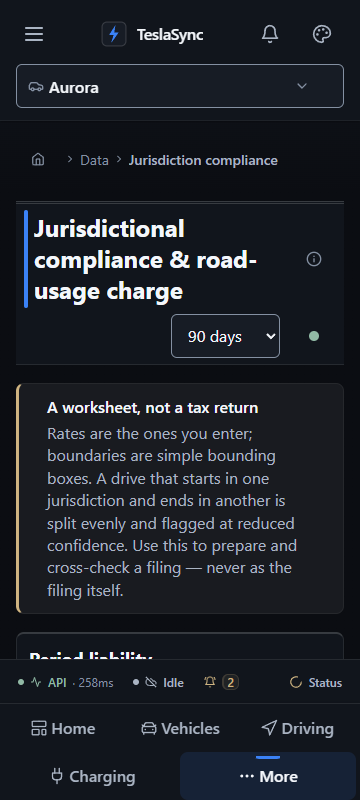 TeslaSync
Aurora
Data
Jurisdiction compliance
Jurisdictional
compliance & road-
usage charge
90 days
A worksheet, not a tax return
Rates are the ones you enter;
boundaries are simple bounding
boxes. A drive that starts in one
jurisdiction and ends in another is
split evenly and flagged at reduced
confidence. Use this to prepare and
cross-check a filing — never as the
filing itself.
Period liability
API · 258ms
Idle
2
Status
Home
Vehicles
Driving
Charging
More